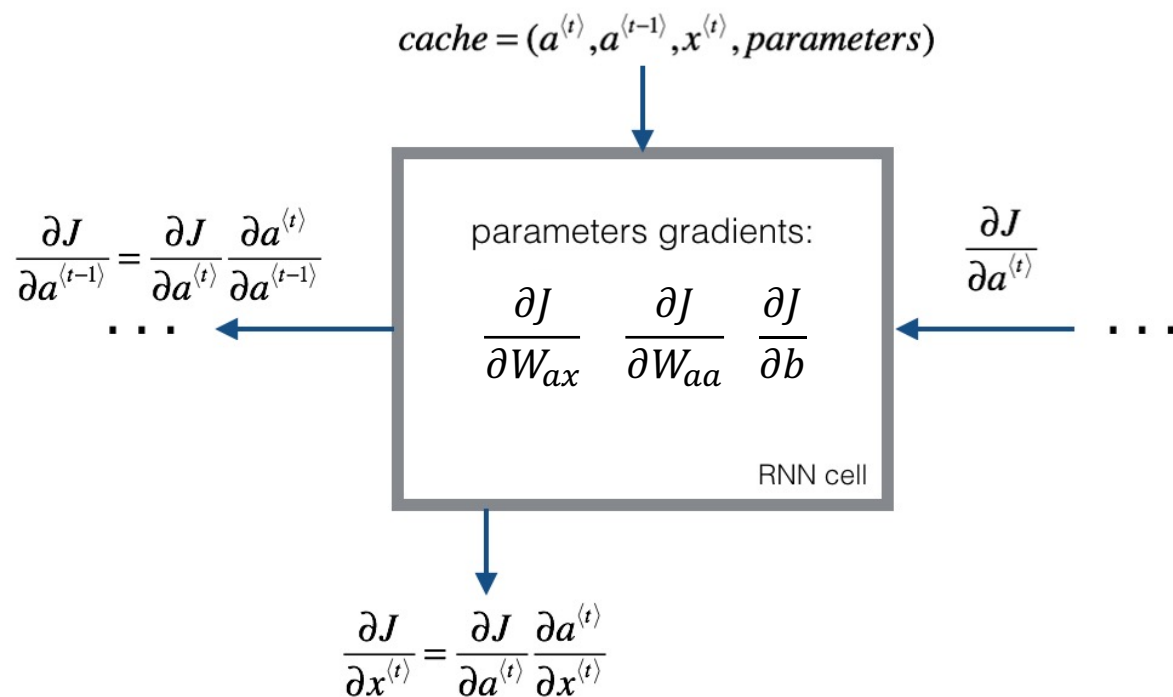 cache = (a^⟨t⟩, a^⟨t−1⟩, x^⟨t⟩, parameters)
∂J/∂a^⟨t−1⟩ = ∂J/∂a^⟨t⟩ ∂a^⟨t⟩/∂a^⟨t−1⟩
. . .
parameters gradients:
∂J/∂W_ax ∂J/∂W_aa ∂J/∂b
RNN cell
∂J/∂a^⟨t⟩
. . .
∂J/∂x^⟨t⟩ = ∂J/∂a^⟨t⟩ ∂a^⟨t⟩/∂x^⟨t⟩